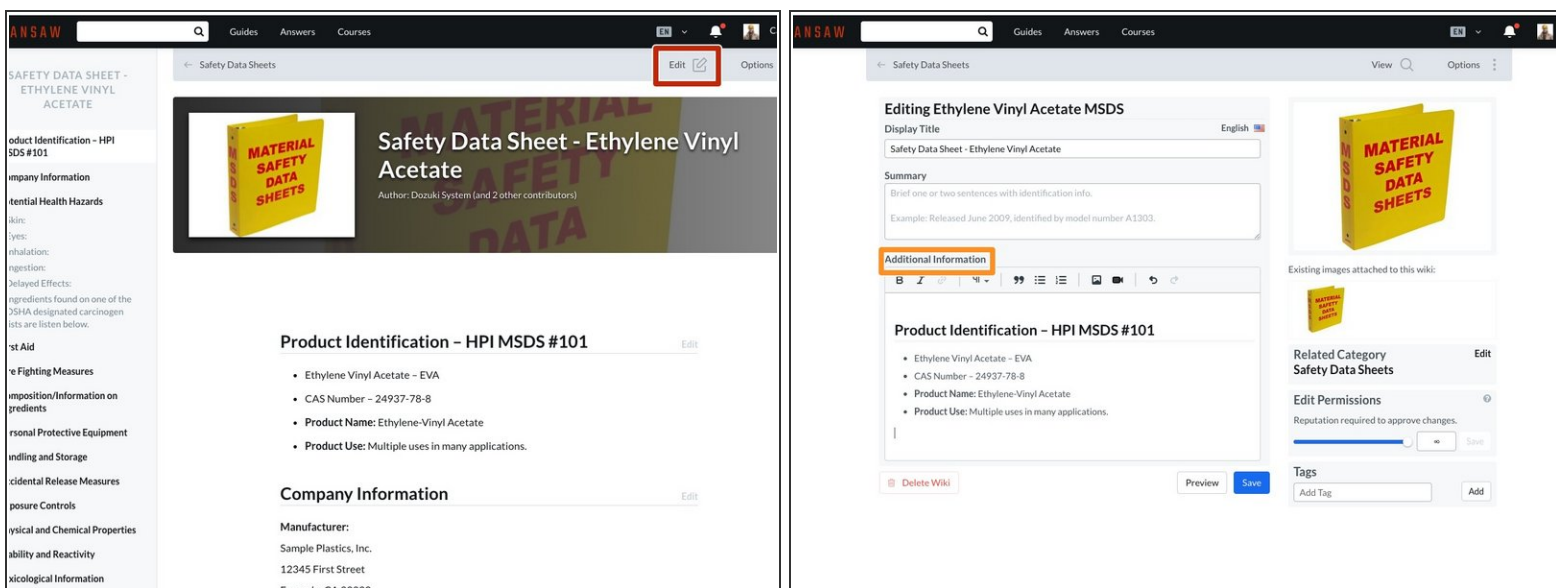 ANSAW
Guides Answers Courses
EN
C
SAFETY DATA SHEET -
ETHYLENE VINYL
ACETATE
oduct Identification – HPI
SDS #101
mpany Information
tential Health Hazards
Skin:
Eyes:
nhalation:
ngestion:
Delayed Effects:
ngredients found on one of the
OSHA designated carcinogen
ists are listen below.
rst Aid
re Fighting Measures
omposition/Information on
gredients
rsonal Protective Equipment
andling and Storage
cidental Release Measures
posure Controls
ysical and Chemical Properties
ability and Reactivity
xicological Information
← Safety Data Sheets
Edit
Options
MATERIAL
SAFETY
DATA
MSDS
MATERIAL
SAFETY
DATA
SHEETS
Safety Data Sheet - Ethylene Vinyl
Acetate
Author: Dozuki System (and 2 other contributors)
Product Identification – HPI MSDS #101
Edit
• Ethylene Vinyl Acetate – EVA
• CAS Number – 24937-78-8
• Product Name: Ethylene-Vinyl Acetate
• Product Use: Multiple uses in many applications.
Company Information
Edit
Manufacturer:
Sample Plastics, Inc.
12345 First Street
ANSAW
Guides Answers Courses
EN
← Safety Data Sheets
View
Options
Editing Ethylene Vinyl Acetate MSDS
Display Title
English
Safety Data Sheet - Ethylene Vinyl Acetate
Summary
Brief one or two sentences with identification info.
Example: Released June 2009, identified by model number A1303.
Additional Information
B I
Product Identification – HPI MSDS #101
• Ethylene Vinyl Acetate – EVA
• CAS Number – 24937-78-8
• Product Name: Ethylene-Vinyl Acetate
• Product Use: Multiple uses in many applications.
Delete Wiki
Preview
Save
MSDS
MATERIAL
SAFETY
DATA
SHEETS
Existing images attached to this wiki:
MATERIAL
SAFETY
DATA
SHEETS
Related Category
Edit
Safety Data Sheets
Edit Permissions
Reputation required to approve changes.
∞
Save
Tags
Add Tag
Add